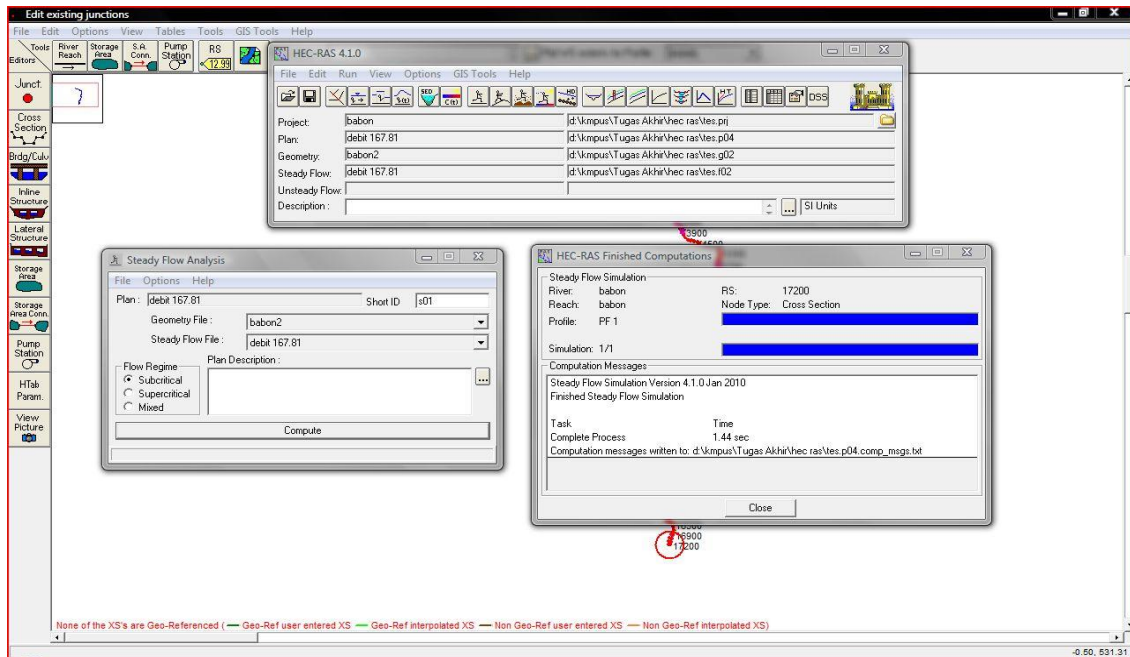 Edit existing junctions
File Edit Options View Tables Tools GIS Tools Help
Tools
Editors
River Reach
Storage Area
S.A. Conn.
Pump Station
RS
12.99
Junct.
Cross Section
Brdg/Culv
Inline Structure
Lateral Structure
Storage Area
Storage Area Conn.
Pump Station
HTab Param.
View Picture
HEC-RAS 4.1.0
File Edit Run View Options GIS Tools Help
DSS
Project: babon d:\kmpus\Tugas Akhir\hec ras\tes.prj
Plan: debit 167.81 d:\kmpus\Tugas Akhir\hec ras\tes.p04
Geometry: babon2 d:\kmpus\Tugas Akhir\hec ras\tes.g02
Steady Flow: debit 167.81 d:\kmpus\Tugas Akhir\hec ras\tes.f02
Unsteady Flow:
Description : ... SI Units
3900
Steady Flow Analysis
File Options Help
Plan : debit 167.81 Short ID s01
Geometry File : babon2
Steady Flow File : debit 167.81
Flow Regime
Subcritical
Supercritical
Mixed
Plan Description :
...
Compute
HEC-RAS Finished Computations
Steady Flow Simulation
River: babon RS: 17200
Reach: babon Node Type: Cross Section
Profile: PF 1
Simulation: 1/1
Computation Messages
Steady Flow Simulation Version 4.1.0 Jan 2010
Finished Steady Flow Simulation
Task Time
Complete Process 1.44 sec
Computation messages written to: d:\kmpus\Tugas Akhir\hec ras\tes.p04.comp_msgs.txt
Close
16900
17200
None of the XS's are Geo-Referenced ( Geo-Ref user entered XS Geo-Ref interpolated XS Non Geo-Ref user entered XS Non Geo-Ref interpolated XS)
-0.50, 531.31